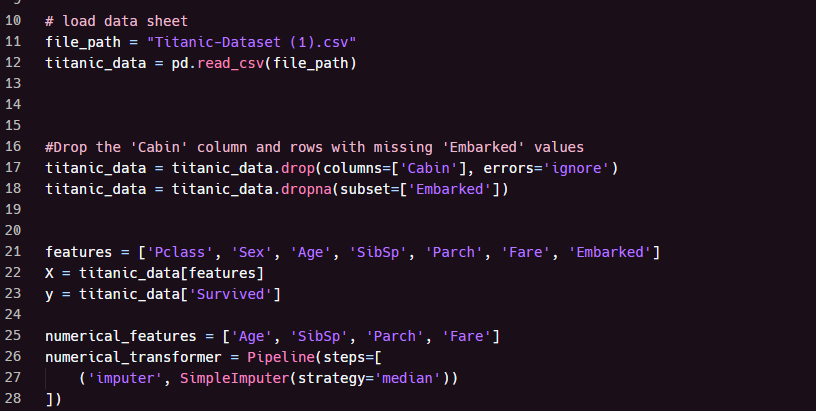 10 # load data sheet
11 file_path = "Titanic-Dataset (1).csv"
12 titanic_data = pd.read_csv(file_path)
13
14
15
16 #Drop the 'Cabin' column and rows with missing 'Embarked' values
17 titanic_data = titanic_data.drop(columns=['Cabin'], errors='ignore')
18 titanic_data = titanic_data.dropna(subset=['Embarked'])
19
20
21 features = ['Pclass', 'Sex', 'Age', 'SibSp', 'Parch', 'Fare', 'Embarked']
22 X = titanic_data[features]
23 y = titanic_data['Survived']
24
25 numerical_features = ['Age', 'SibSp', 'Parch', 'Fare']
26 numerical_transformer = Pipeline(steps=[
27     ('imputer', SimpleImputer(strategy='median'))
28 ])